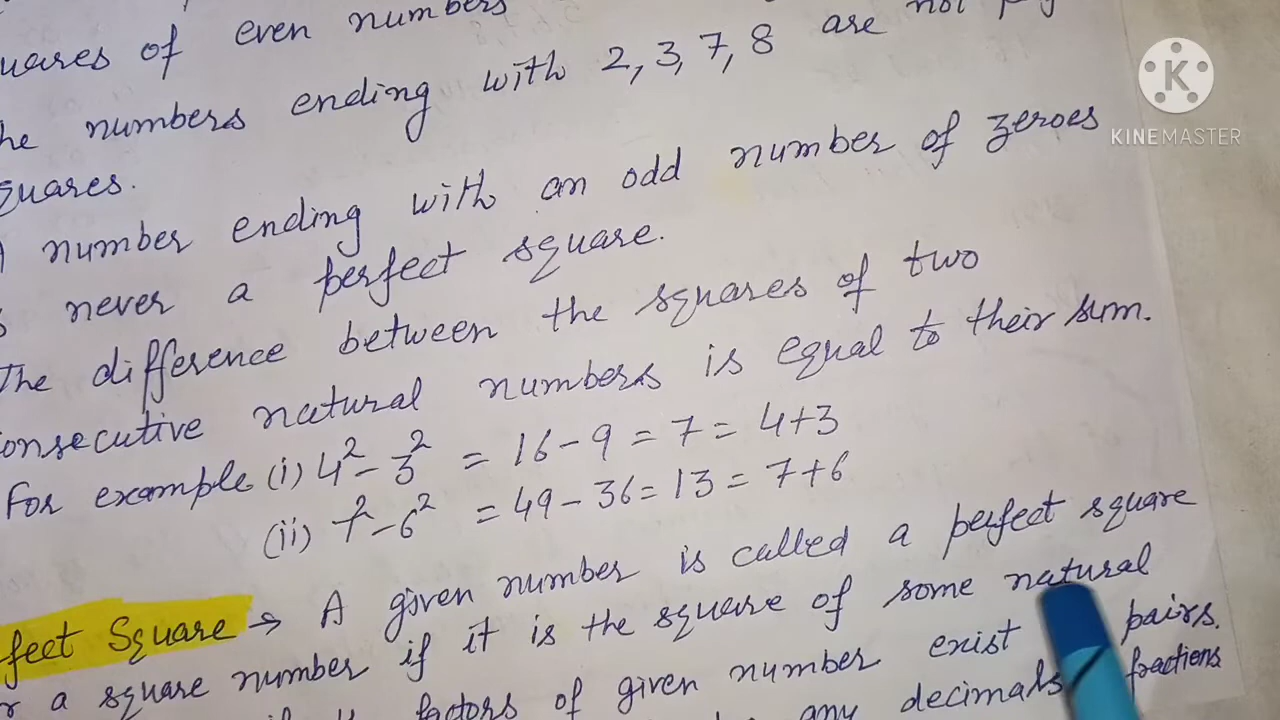 uares of even numbers
he numbers ending with 2, 3, 7, 8 are not
quares.
number ending with an odd number of zeroes
s never a perfect square.
The difference between the squares of two
onsecutive natural numbers is equal to their sum.
For example (i) 4² - 3² = 16 - 9 = 7 = 4+3
(ii) 7² - 6² = 49 - 36 = 13 = 7+6
fect Square → A given number is called a perfect square
r a square number if it is the square of some natural
factors of given number exist pairs.
any decimals fractions
K
KINEMASTER